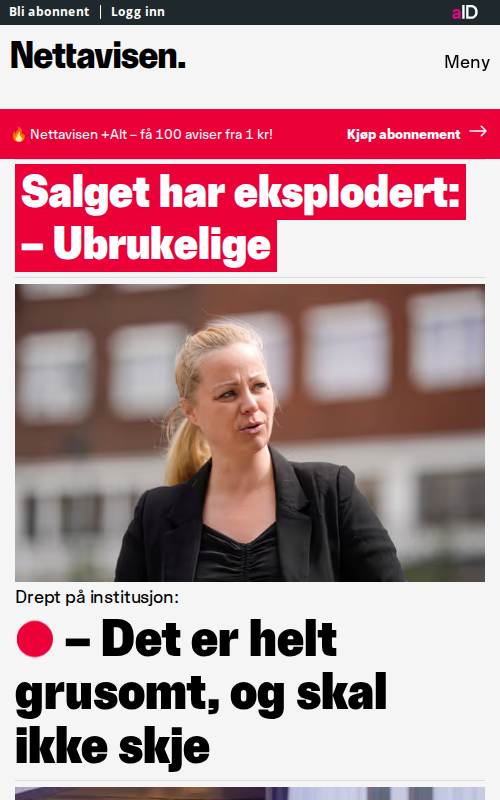 Bli abonnent | Logg inn
aID
Nettavisen.
Meny
🔥 Nettavisen +Alt – få 100 aviser fra 1 kr!
Kjøp abonnement →
Salget har eksplodert:
– Ubrukelige
Drept på institusjon:
– Det er helt
grusomt, og skal
ikke skje